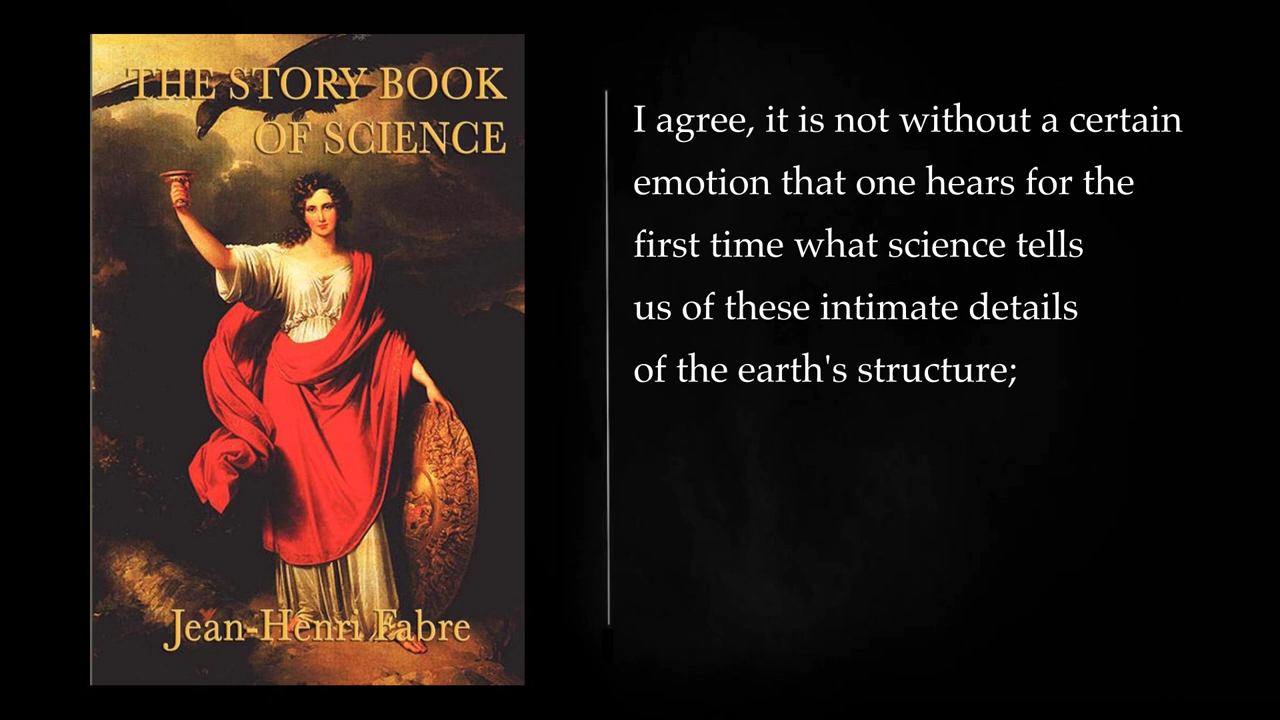 THE STORY BOOK
OF SCIENCE
Jean-Henri Fabre
I agree, it is not without a certain
emotion that one hears for the
first time what science tells
us of these intimate details
of the earth's structure;